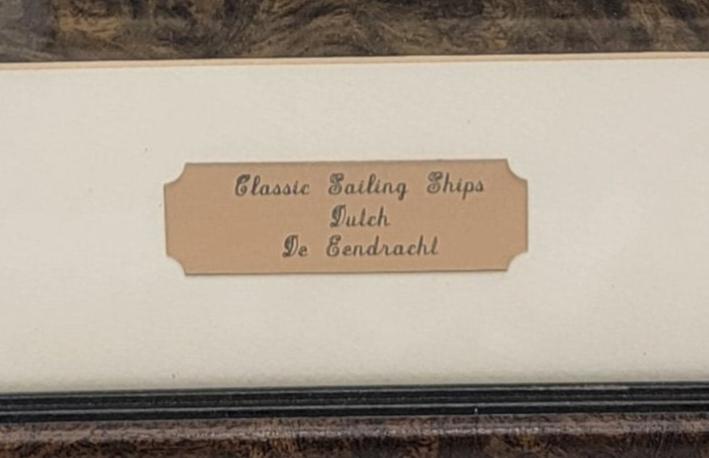 Classic Sailing Ships
Dutch
De Eendracht